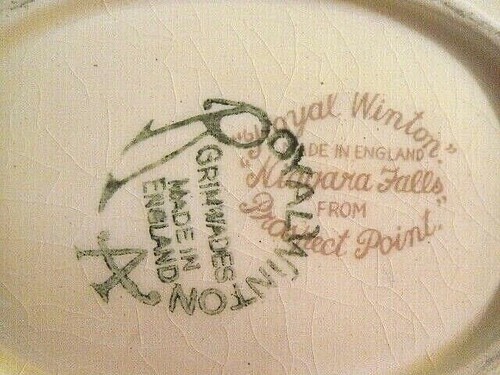 ROYAL WINTON
GRIMWADES
MADE IN
ENGLAND
A
"Royal Winton."
MADE IN ENGLAND
"Niagara Falls
FROM
Prospect Point."